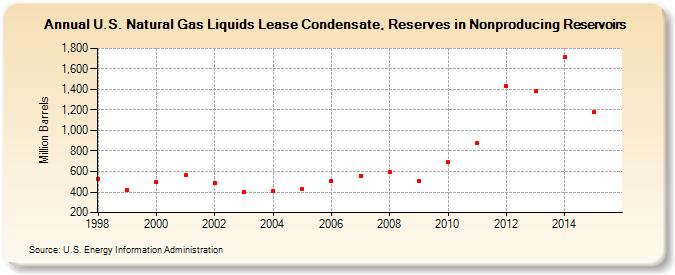 Annual U.S. Natural Gas Liquids Lease Condensate, Reserves in Nonproducing Reservoirs
Million Barrels
1,800
1,600
1,400
1,200
1,000
800
600
400
200
1998 2000 2002 2004 2006 2008 2010 2012 2014
Source: U.S. Energy Information Administration